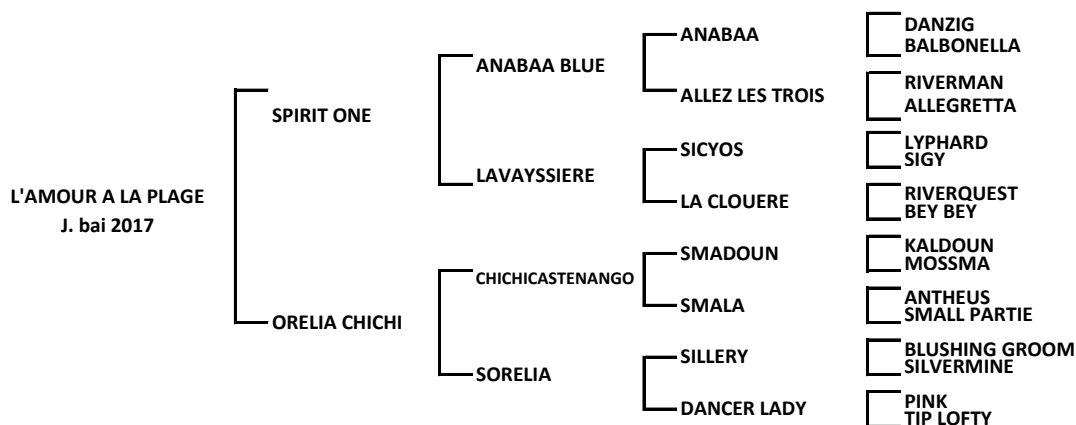 DANZIG
ANABAA
BALBONELLA
ANABAA BLUE
RIVERMAN
ALLEZ LES TROIS
ALLEGRETTA
SPIRIT ONE
LYPHARD
SICYOS
SIGY
LAVAYSSIERE
RIVERQUEST
LA CLOUERE
BEY BEY
L'AMOUR A LA PLAGE
J. bai 2017
KALDOUN
SMADOUN
MOSSMA
CHICHICASTENANGO
ANTHEUS
SMALA
SMALL PARTIE
ORELIA CHICHI
BLUSHING GROOM
SILLERY
SILVERMINE
SORELIA
PINK
DANCER LADY
TIP LOFTY